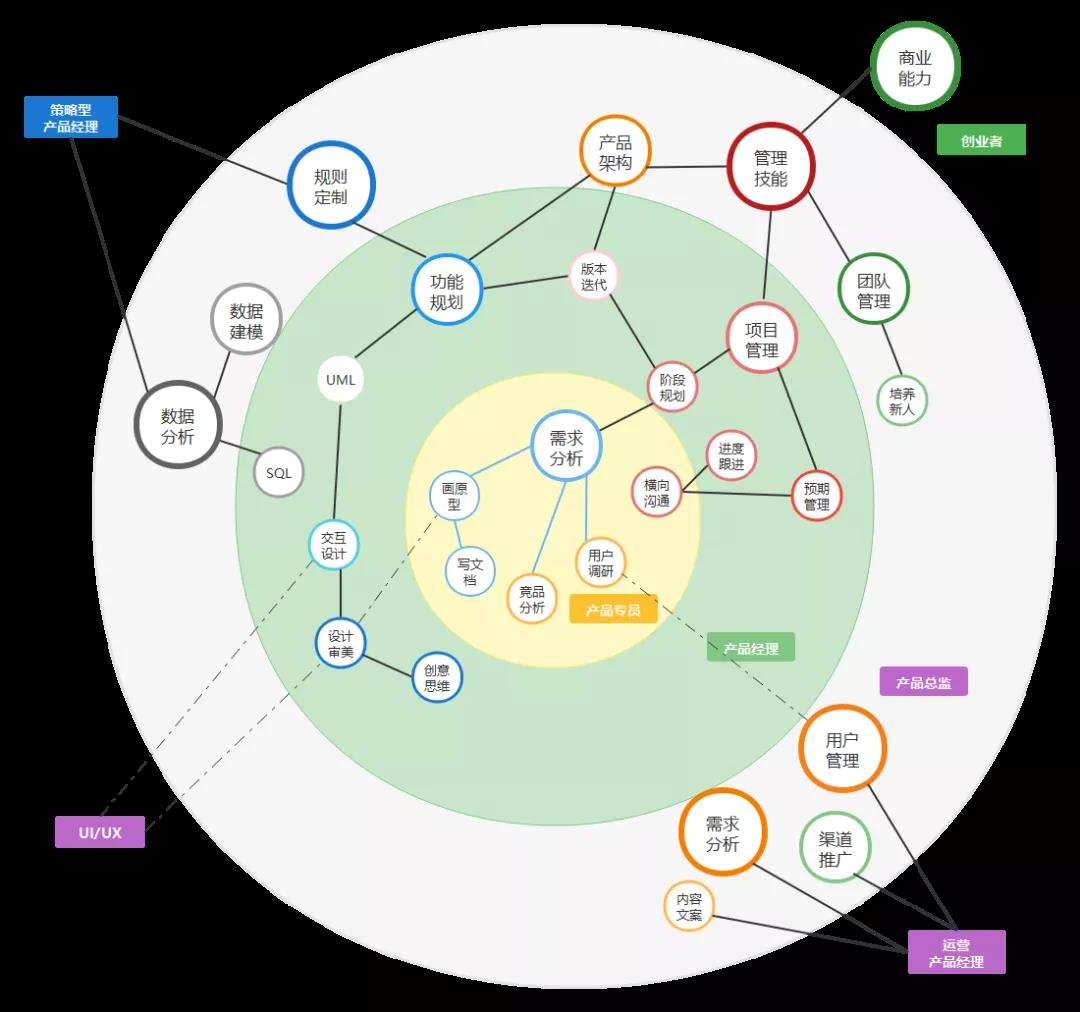 商业
能力
策略型
产品经理
创业者
产品
架构
管理
技能
规则
定制
功能
规划
版本
迭代
团队
管理
数据
建模
项目
管理
UML
阶段
规划
培养
新人
数据
分析
需求
分析
进度
跟进
SQL
画原
型
横向
沟通
预期
管理
交互
设计
写文
档
竞品
分析
用户
调研
产品专员
设计
审美
创意
思维
产品经理
产品总监
用户
管理
UI/UX
需求
分析
渠道
推广
内容
文案
运营
产品经理